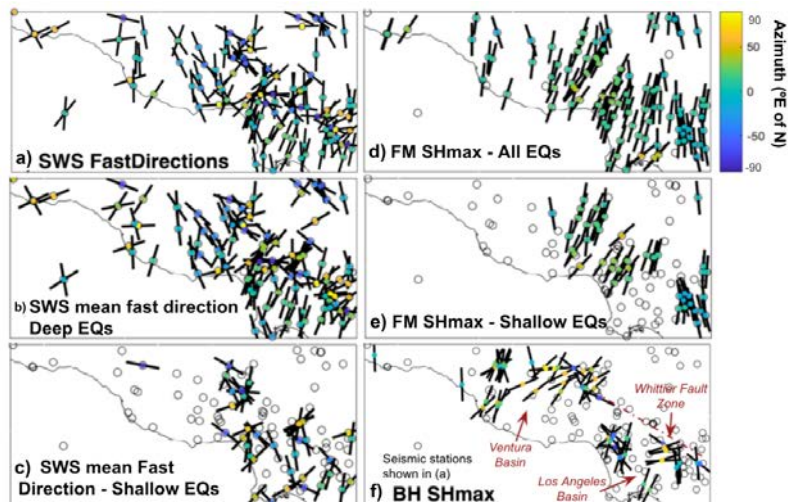 a) SWS FastDirections
b) SWS mean fast direction
Deep EQs
c) SWS mean Fast
Direction - Shallow EQs
d) FM SHmax - All EQs
e) FM SHmax - Shallow EQs
Whittier Fault
Zone
Ventura
Basin
Seismic stations
shown in (a)
Los Angeles
Basin
f) BH SHmax
90
50
0
-50
-90
Azimuth (ºE of N)